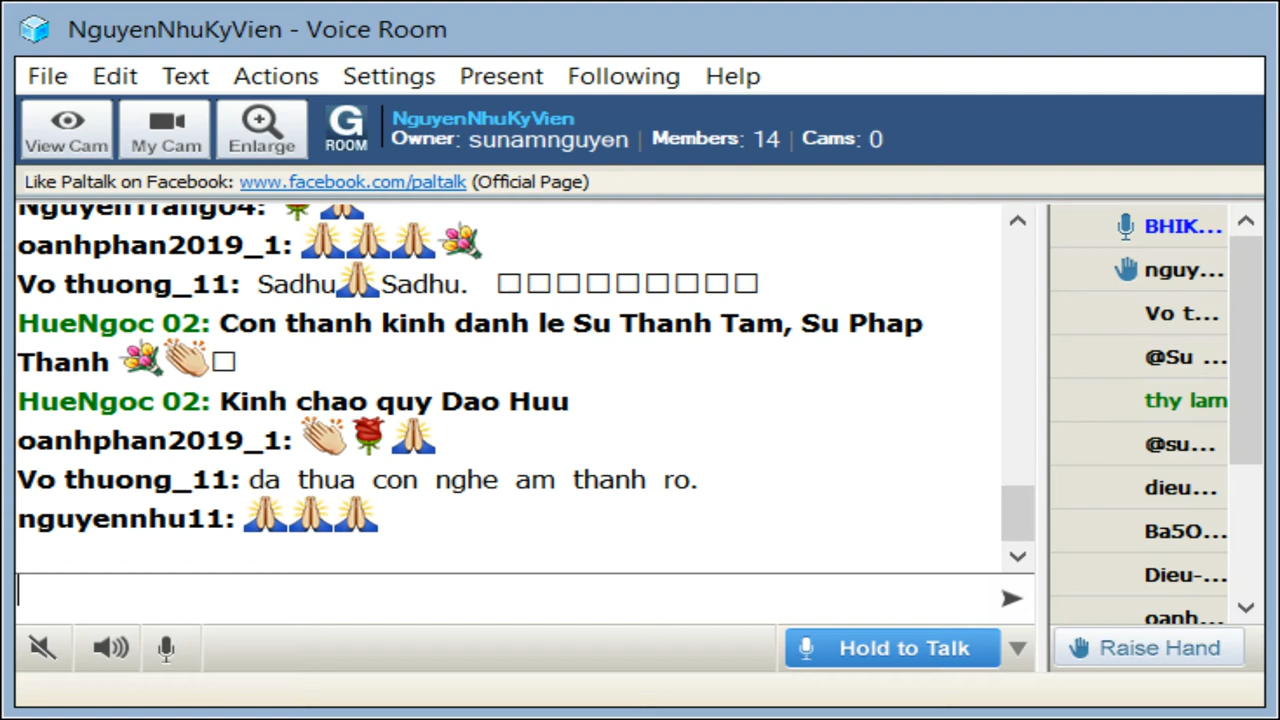 NguyenNhuKyVien - Voice Room
File Edit Text Actions Settings Present Following Help
View Cam My Cam Enlarge G ROOM
NguyenNhuKyVien
Owner: sunamnguyen | Members: 14 | Cams: 0
Like Paltalk on Facebook: www.facebook.com/paltalk (Official Page)
NguyenTrang04:
oanhphan2019_1:
Vo thuong_11: Sadhu Sadhu.
HueNgoc 02: Con thanh kinh danh le Su Thanh Tam, Su Phap
Thanh
HueNgoc 02: Kinh chao quy Dao Huu
oanhphan2019_1:
Vo thuong_11: da thua con nghe am thanh ro.
nguyennhu11:
BHIK...
nguy...
Vo t...
@Su ...
thy lam
@su...
dieu...
Ba5O...
Dieu-...
oanh...
Hold to Talk
Raise Hand